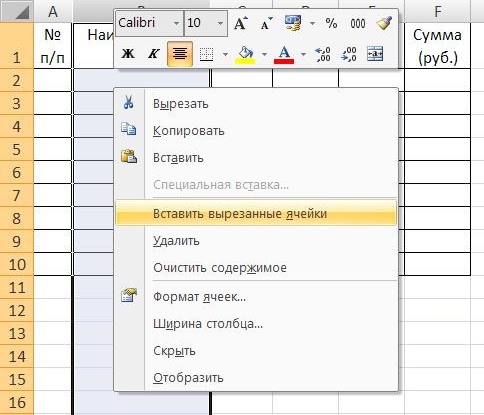 A F
Calibri 10 A A % 000
Ж К A ,00 ,0
№ Наи Сумма
1 п/п (руб.)
2
3 Вырезать
4 Копировать
5 Вставить
6 Специальная вставка...
7
8 Вставить вырезанные ячейки
9 Удалить
10 Очистить содержимое
11 Формат ячеек...
12
13 Ширина столбца...
14 Скрыть
15 Отобразить
16